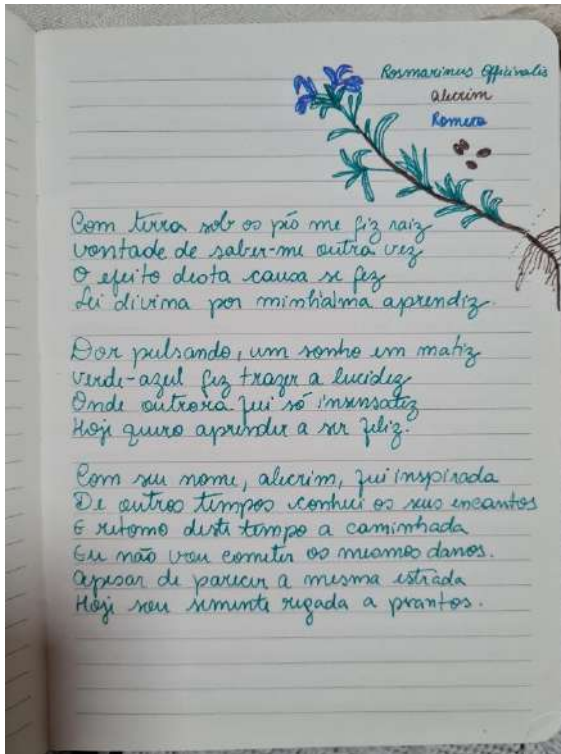 Rosmarinus Officinalis
alecrim
Romero
Com terra sob os pés me fiz raiz
vontade de saber-me outra vez
O efeito desta causa se fez
Lei divina por minh'alma aprendiz.
Dor pulsando, um sonho em matiz
verde-azul fez trazer a lucidez
Onde outrora fui só insensatez
Hoje quero aprender a ser feliz.
Com seu nome, alecrim, fui inspirada
De outros tempos conheci os seus encantos
E retomo deste tempo a caminhada
Eu não vou cometer os mesmos danos.
Apesar de parecer a mesma estrada
Hoje sou semente regada a prantos.